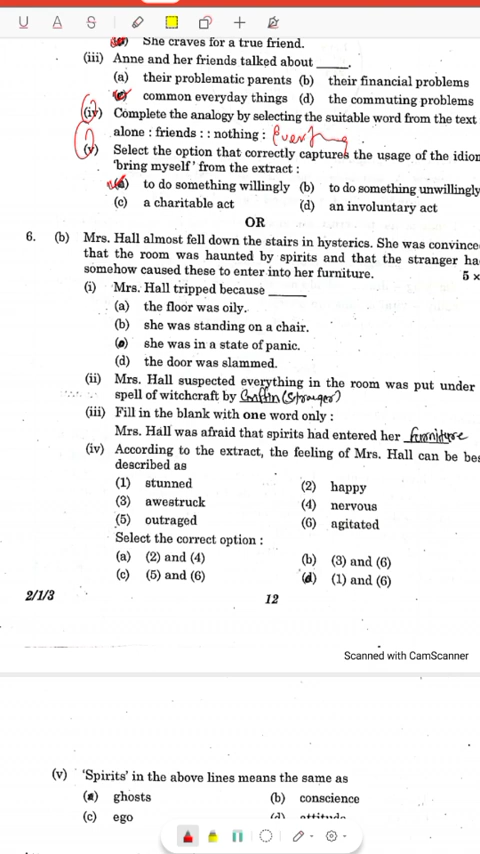 She craves for a true friend.
(iii) Anne and her friends talked about ____.
(a) their problematic parents (b) their financial problems
common everyday things (d) the commuting problems
(iv) Complete the analogy by selecting the suitable word from the text
alone : friends : : nothing :
(v) Select the option that correctly captures the usage of the idiom
'bring myself' from the extract :
(a) to do something willingly (b) to do something unwillingly
(c) a charitable act (d) an involuntary act
OR
6. (b) Mrs. Hall almost fell down the stairs in hysterics. She was convince
that the room was haunted by spirits and that the stranger ha
somehow caused these to enter into her furniture. 5 ×
(i) Mrs. Hall tripped because ____
(a) the floor was oily.
(b) she was standing on a chair.
(c) she was in a state of panic.
(d) the door was slammed.
(ii) Mrs. Hall suspected everything in the room was put under
spell of witchcraft by Griffin (Stranger)
(iii) Fill in the blank with one word only :
Mrs. Hall was afraid that spirits had entered her furniture
(iv) According to the extract, the feeling of Mrs. Hall can be bes
described as
(1) stunned (2) happy
(3) awestruck (4) nervous
(5) outraged (6) agitated
Select the correct option :
(a) (2) and (4) (b) (3) and (6)
(c) (5) and (6) (d) (1) and (6)
2/1/3 12
Scanned with CamScanner
(v) 'Spirits' in the above lines means the same as
(a) ghosts (b) conscience
(c) ego (d) attitude